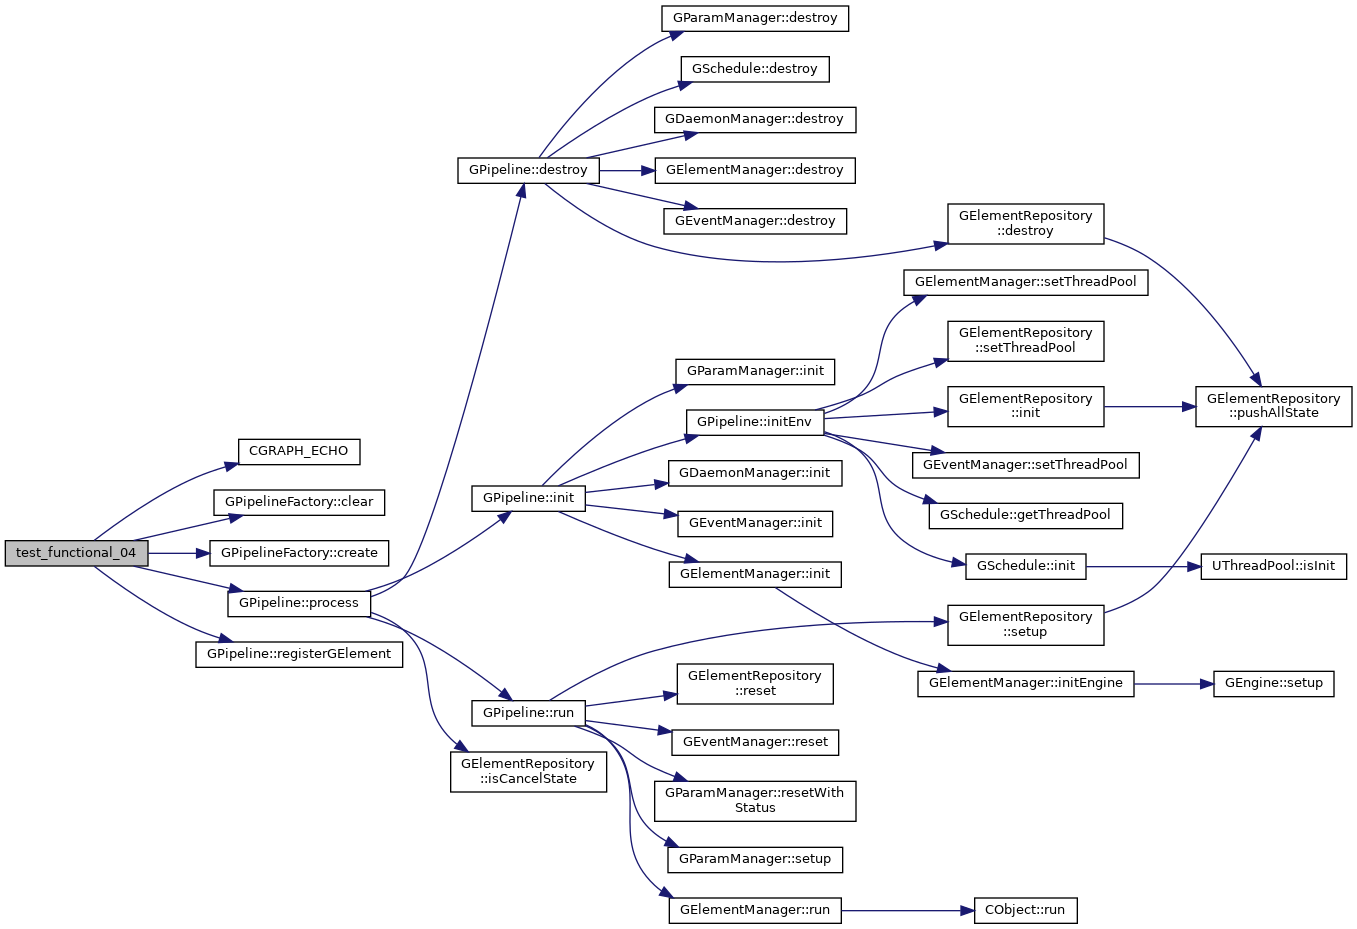 GParamManager::destroy
GSchedule::destroy
GDaemonManager::destroy
GPipeline::destroy
GElementManager::destroy
GEventManager::destroy
GElementRepository
::destroy
GElementManager::setThreadPool
GElementRepository
::setThreadPool
GParamManager::init
GPipeline::initEnv
GElementRepository
::init
GElementRepository
::pushAllState
CGRAPH_ECHO
GDaemonManager::init
GEventManager::setThreadPool
GPipelineFactory::clear
GPipeline::init
GEventManager::init
GSchedule::getThreadPool
test_functional_04
GPipelineFactory::create
GElementManager::init
GSchedule::init
UThreadPool::isInit
GPipeline::process
GElementRepository
::setup
GPipeline::registerGElement
GElementRepository
::reset
GElementManager::initEngine
GEngine::setup
GPipeline::run
GEventManager::reset
GElementRepository
::isCancelState
GParamManager::resetWith
Status
GParamManager::setup
GElementManager::run
CObject::run